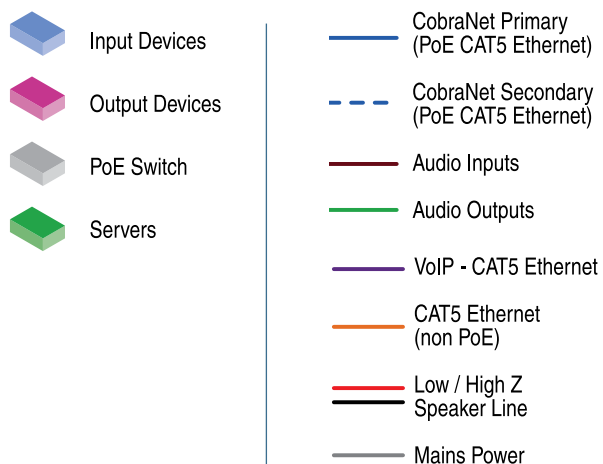 Input Devices
Output Devices
PoE Switch
Servers
CobraNet Primary
(PoE CAT5 Ethernet)
CobraNet Secondary
(PoE CAT5 Ethernet)
Audio Inputs
Audio Outputs
VoIP - CAT5 Ethernet
CAT5 Ethernet
(non PoE)
Low / High Z
Speaker Line
Mains Power